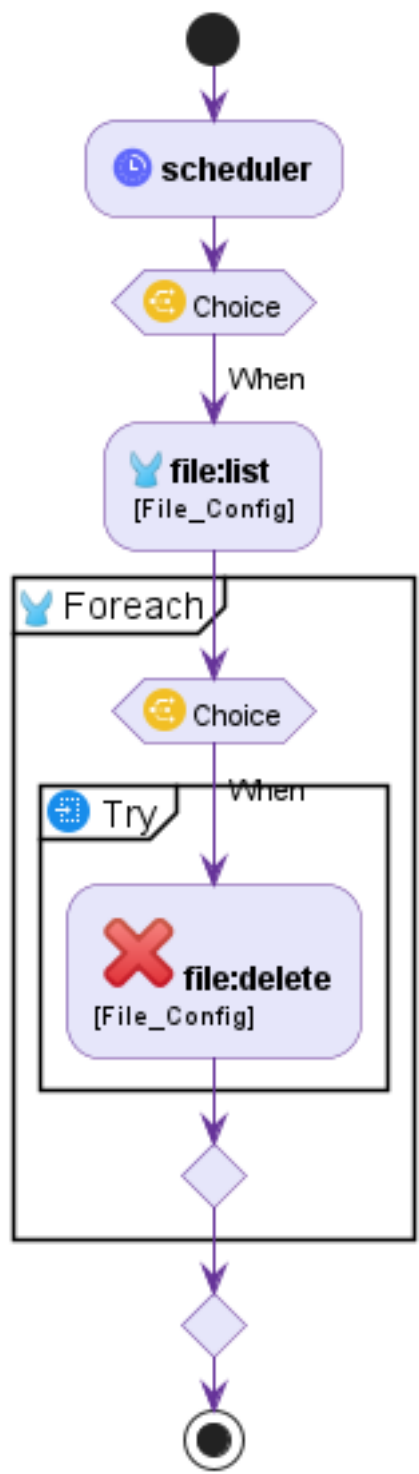 scheduler
Choice
When
file:list
[File_Config]
Foreach
Choice
When
Try
file:delete
[File_Config]